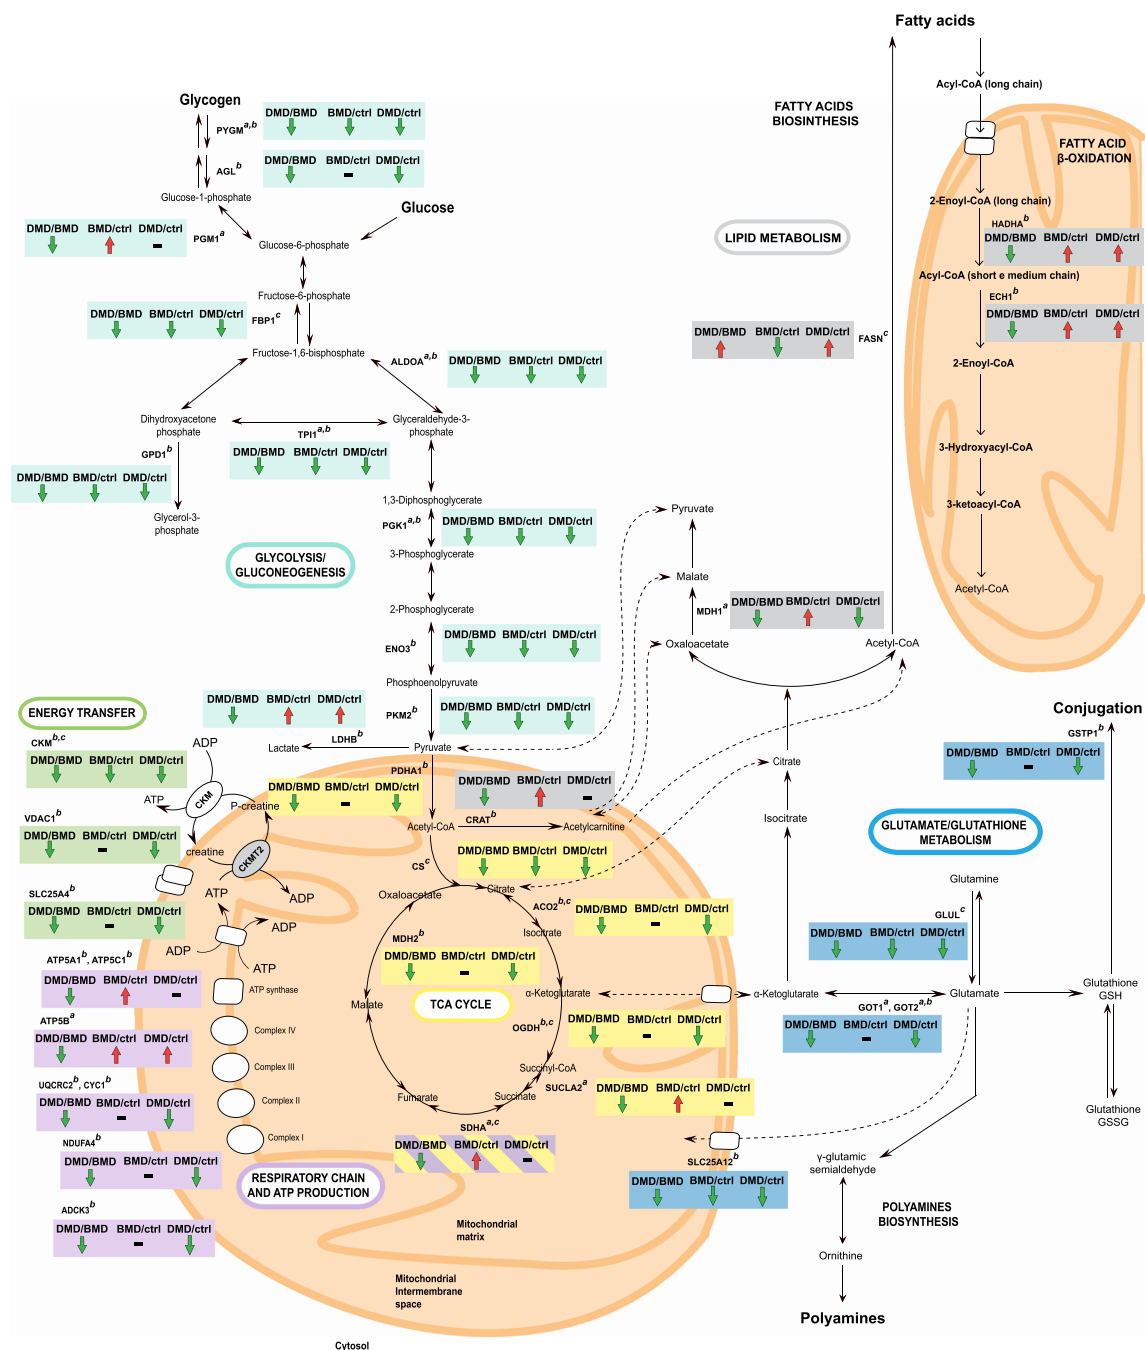 Fatty acids
Acyl-CoA (long chain)
FATTY ACIDS
BIOSINTHESIS
FATTY ACID
β-OXIDATION
Glycogen
DMD/BMD BMD/ctrl DMD/ctrl
PYGM a,b
DMD/BMD BMD/ctrl DMD/ctrl
AGL b
Glucose-1-phosphate
Glucose
2-Enoyl-CoA (long chain)
HADHA b
DMD/BMD BMD/ctrl DMD/ctrl
DMD/BMD BMD/ctrl DMD/ctrl
PGM1 a
Glucose-6-phosphate
LIPID METABOLISM
Acyl-CoA (short e medium chain)
ECH1 b
DMD/BMD BMD/ctrl DMD/ctrl
Fructose-6-phosphate
DMD/BMD BMD/ctrl DMD/ctrl
FBP1 c
DMD/BMD BMD/ctrl DMD/ctrl
FASN c
Fructose-1,6-bisphosphate
ALDOA a,b
DMD/BMD BMD/ctrl DMD/ctrl
2-Enoyl-CoA
Dihydroxyacetone
phosphate
Glyceraldehyde-3-
phosphate
TPI1 a,b
DMD/BMD BMD/ctrl DMD/ctrl
GPD1 b
DMD/BMD BMD/ctrl DMD/ctrl
3-Hydroxyacyl-CoA
Glycerol-3-
phosphate
1,3-Diphosphoglycerate
3-ketoacyl-CoA
PGK1 a,b
DMD/BMD BMD/ctrl DMD/ctrl
Pyruvate
3-Phosphoglycerate
GLYCOLYSIS/
GLUCONEOGENESIS
Malate
Acetyl-CoA
2-Phosphoglycerate
MDH1 a
DMD/BMD BMD/ctrl DMD/ctrl
ENO3 b
DMD/BMD BMD/ctrl DMD/ctrl
Oxaloacetate
Acetyl-CoA
Phosphoenolpyruvate
DMD/BMD BMD/ctrl DMD/ctrl
PKM2 b
DMD/BMD BMD/ctrl DMD/ctrl
ENERGY TRANSFER
Conjugation
GSTP1 b
DMD/BMD BMD/ctrl DMD/ctrl
CKM b,c
DMD/BMD BMD/ctrl DMD/ctrl
ADP
LDHB b
Lactate
Pyruvate
Citrate
PDHA1 b
DMD/BMD BMD/ctrl DMD/ctrl
DMD/BMD BMD/ctrl DMD/ctrl
ATP
CKM
P-creatine
CRAT b
Acetyl-CoA
Acetylcarnitine
Isocitrate
VDAC1 b
DMD/BMD BMD/ctrl DMD/ctrl
creatine
CKMT2
CS c
DMD/BMD BMD/ctrl DMD/ctrl
GLUTAMATE/GLUTATHIONE
METABOLISM
Glutamine
SLC25A4 b
DMD/BMD BMD/ctrl DMD/ctrl
ATP
ADP
Oxaloacetate
Citrate
ACO2 b,c
DMD/BMD BMD/ctrl DMD/ctrl
GLUL c
DMD/BMD BMD/ctrl DMD/ctrl
ADP
ADP
Isocitrate
MDH2 b
DMD/BMD BMD/ctrl DMD/ctrl
ATP5A1 b, ATP5C1 b
DMD/BMD BMD/ctrl DMD/ctrl
ATP
ATP synthase
TCA CYCLE
Malate
α-Ketoglutarate
α-Ketoglutarate
Glutamate
Glutathione
GSH
GOT1 a, GOT2 a,b
DMD/BMD BMD/ctrl DMD/ctrl
ATP5B a
DMD/BMD BMD/ctrl DMD/ctrl
Complex IV
OGDH b,c
DMD/BMD BMD/ctrl DMD/ctrl
Complex III
Succinyl-CoA
UQCRC2 b, CYC1 b
DMD/BMD BMD/ctrl DMD/ctrl
SUCLA2 a
DMD/BMD BMD/ctrl DMD/ctrl
Complex II
Fumarate
Succinate
Glutathione
GSSG
SDHA a,c
DMD/BMD BMD/ctrl DMD/ctrl
Complex I
NDUFA4 b
DMD/BMD BMD/ctrl DMD/ctrl
SLC25A12 b
DMD/BMD BMD/ctrl DMD/ctrl
γ-glutamic
semialdehyde
RESPIRATORY CHAIN
AND ATP PRODUCTION
ADCK3 b
DMD/BMD BMD/ctrl DMD/ctrl
POLYAMINES
BIOSYNTHESIS
Mitochondrial
matrix
Ornithine
Mitochondrial
Intermembrane
space
Polyamines
Cytosol